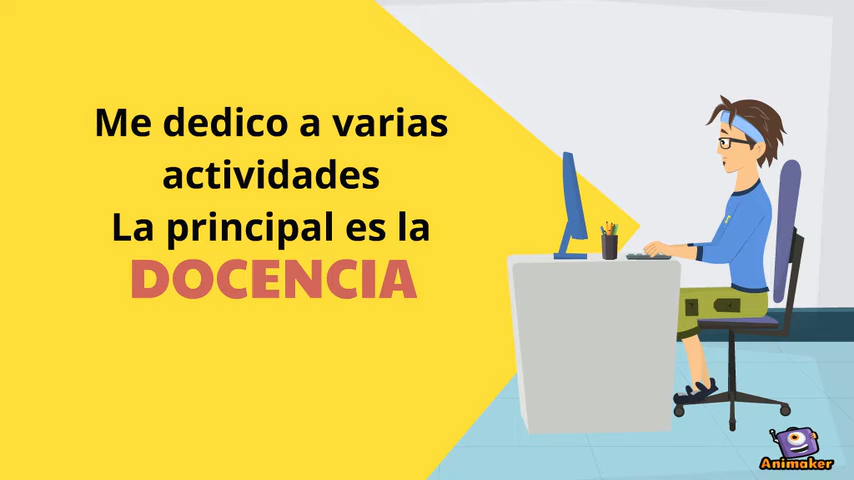 Me dedico a varias
actividades
La principal es la
DOCENCIA
Animaker